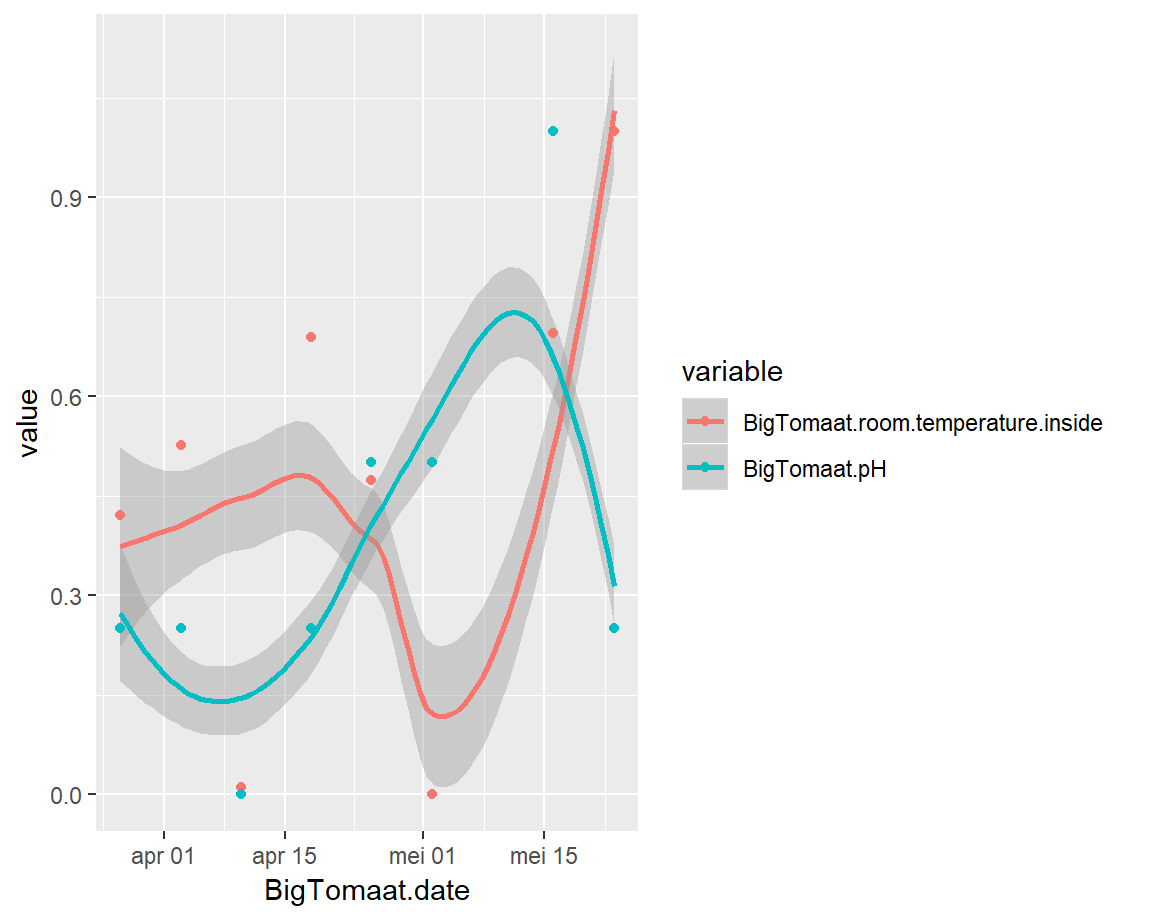 value
0.9
0.6
0.3
0.0
apr 01
apr 15
mei 01
mei 15
BigTomaat.date
variable
BigTomaat.room.temperature.inside
BigTomaat.pH